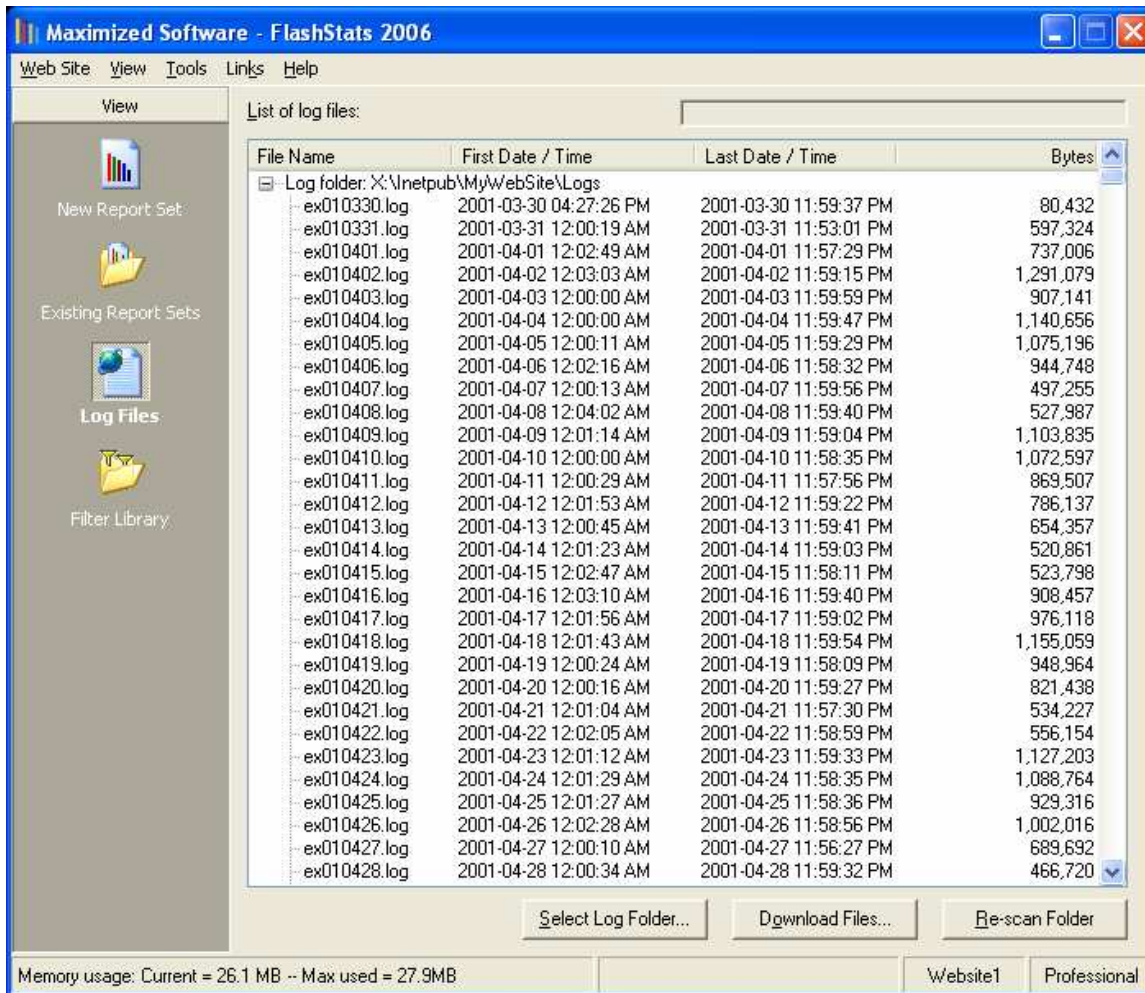 Maximized Software - FlashStats 2006
Web Site View Tools Links Help
View
New Report Set
Existing Report Sets
Log Files
Filter Library
List of log files:
File Name First Date / Time Last Date / Time Bytes
Log folder: X:\Inetpub\MyWebSite\Logs
ex010330.log 2001-03-30 04:27:26 PM 2001-03-30 11:59:37 PM 80,432
ex010331.log 2001-03-31 12:00:19 AM 2001-03-31 11:53:01 PM 597,324
ex010401.log 2001-04-01 12:02:49 AM 2001-04-01 11:57:29 PM 737,006
ex010402.log 2001-04-02 12:03:03 AM 2001-04-02 11:59:15 PM 1,291,079
ex010403.log 2001-04-03 12:00:00 AM 2001-04-03 11:59:59 PM 907,141
ex010404.log 2001-04-04 12:00:00 AM 2001-04-04 11:59:47 PM 1,140,656
ex010405.log 2001-04-05 12:00:11 AM 2001-04-05 11:59:29 PM 1,075,196
ex010406.log 2001-04-06 12:02:16 AM 2001-04-06 11:58:32 PM 944,748
ex010407.log 2001-04-07 12:00:13 AM 2001-04-07 11:59:56 PM 497,255
ex010408.log 2001-04-08 12:04:02 AM 2001-04-08 11:59:40 PM 527,987
ex010409.log 2001-04-09 12:01:14 AM 2001-04-09 11:59:04 PM 1,103,835
ex010410.log 2001-04-10 12:00:00 AM 2001-04-10 11:58:35 PM 1,072,597
ex010411.log 2001-04-11 12:00:29 AM 2001-04-11 11:57:56 PM 869,507
ex010412.log 2001-04-12 12:01:53 AM 2001-04-12 11:59:22 PM 786,137
ex010413.log 2001-04-13 12:00:45 AM 2001-04-13 11:59:41 PM 654,357
ex010414.log 2001-04-14 12:01:23 AM 2001-04-14 11:59:03 PM 520,861
ex010415.log 2001-04-15 12:02:47 AM 2001-04-15 11:58:11 PM 523,798
ex010416.log 2001-04-16 12:03:10 AM 2001-04-16 11:59:40 PM 908,457
ex010417.log 2001-04-17 12:01:56 AM 2001-04-17 11:59:02 PM 976,118
ex010418.log 2001-04-18 12:01:43 AM 2001-04-18 11:59:54 PM 1,155,059
ex010419.log 2001-04-19 12:00:24 AM 2001-04-19 11:58:09 PM 948,964
ex010420.log 2001-04-20 12:00:16 AM 2001-04-20 11:59:27 PM 821,438
ex010421.log 2001-04-21 12:01:04 AM 2001-04-21 11:57:30 PM 534,227
ex010422.log 2001-04-22 12:02:05 AM 2001-04-22 11:58:59 PM 556,154
ex010423.log 2001-04-23 12:01:12 AM 2001-04-23 11:59:33 PM 1,127,203
ex010424.log 2001-04-24 12:01:29 AM 2001-04-24 11:58:35 PM 1,088,764
ex010425.log 2001-04-25 12:01:27 AM 2001-04-25 11:58:36 PM 929,316
ex010426.log 2001-04-26 12:02:28 AM 2001-04-26 11:58:56 PM 1,002,016
ex010427.log 2001-04-27 12:00:10 AM 2001-04-27 11:56:27 PM 689,692
ex010428.log 2001-04-28 12:00:34 AM 2001-04-28 11:59:32 PM 466,720
Select Log Folder... Download Files... Re-scan Folder
Memory usage: Current = 26.1 MB -- Max used = 27.9MB Website1 Professional